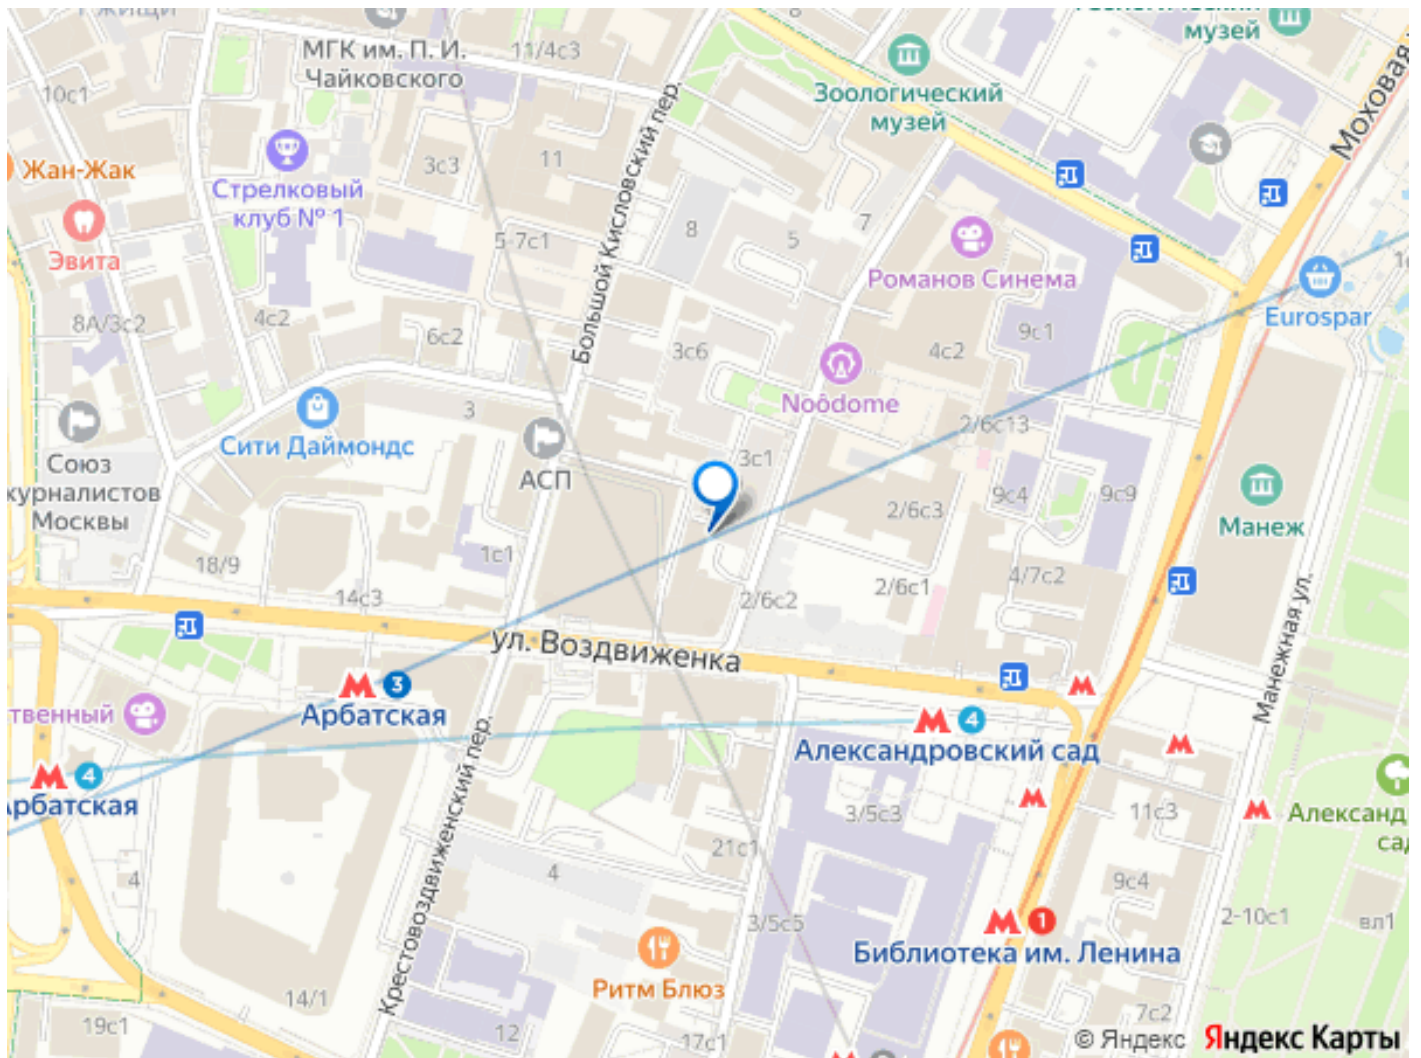 музей
МГК им. П. И.
Чайковского
11/4с3
8
10с1
Зоологический
музей
Моховая
Жан-Жак
3с3
11
Большой Кисловский пер.
Стрелковый
клуб № 1
Эвита
5-7с1
8
5
7
Романов Синема
Eurospar
8А/3с2
4с2
6с2
3с6
4с2
9с1
Noôdome
2/6с13
3
Сити Даймондс
АСП
3с1
Союз
журналистов
Москвы
2/6с3
9с4
9с9
Манеж
18/9
1с1
14с3
2/6с2
2/6с1
4/7с2
Манежная ул.
ул. Воздвиженка
3
Арбатская
4
Александровский сад
твенный
4
Арбатская
Крестовоздвиженский пер.
3/5с3
11с3
Александ
сад
21с1
4
4
9с4
3/5с5
2-10с1
вл1
1
Библиотека им. Ленина
Ритм Блюз
14/1
19с1
12
17с1
7с2
© Яндекс Яндекс Карты